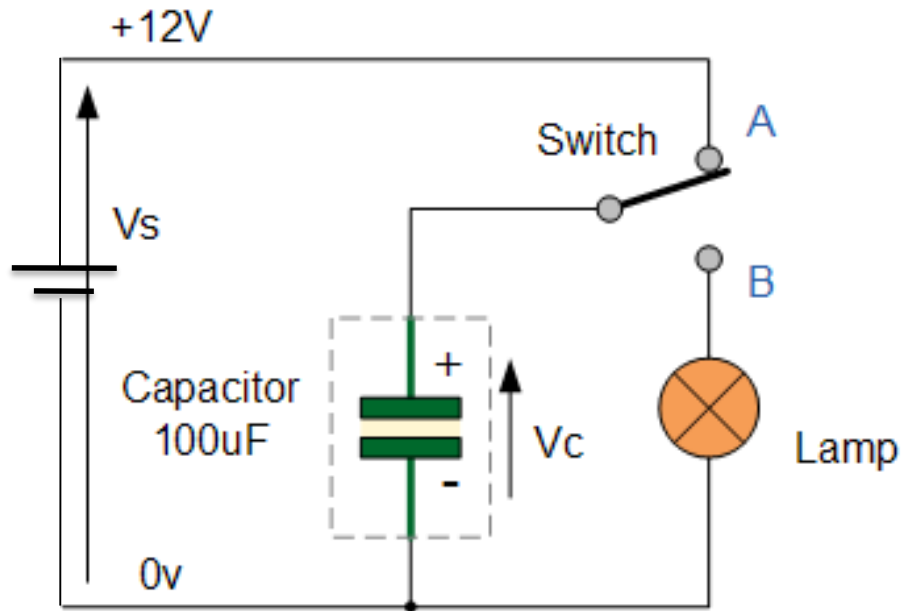 +12V
A
Switch
Vs
B
+
Capacitor
100uF
Vc
-
Lamp
0v